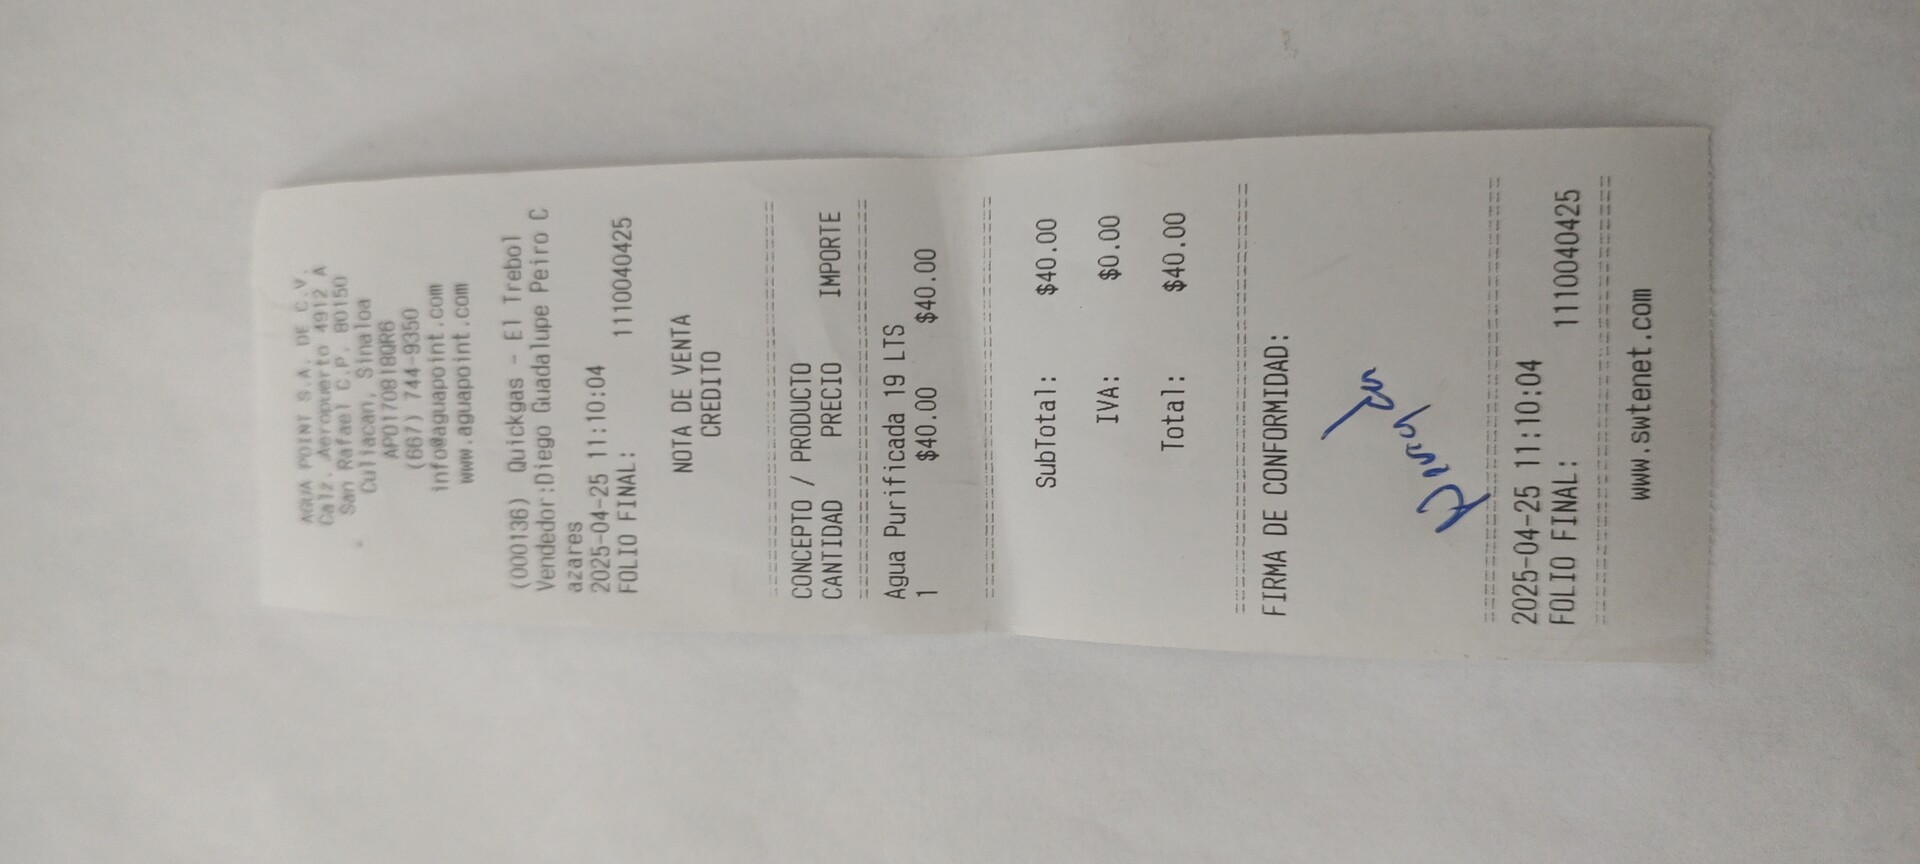 AGUA POINT S.A. DE C.V.
Calz. Aeropuerto 4912 A
San Rafael C.P. 80150
Culiacan, Sinaloa
APO170818QR6
(667) 744-9350
info@aguapoint.com
www.aguapoint.com
(000136) Quickgas - El Trebol
Vendedor:Diego Guadalupe Peiro C
azares
2025-04-25 11:10:04
FOLIO FINAL: 1110040425
NOTA DE VENTA
CREDITO
CONCEPTO / PRODUCTO
CANTIDAD PRECIO IMPORTE
Agua Purificada 19 LTS
1 $40.00 $40.00
SubTotal: $40.00
IVA: $0.00
Total: $40.00
FIRMA DE CONFORMIDAD:
2025-04-25 11:10:04
FOLIO FINAL: 1110040425
www.swtenet.com